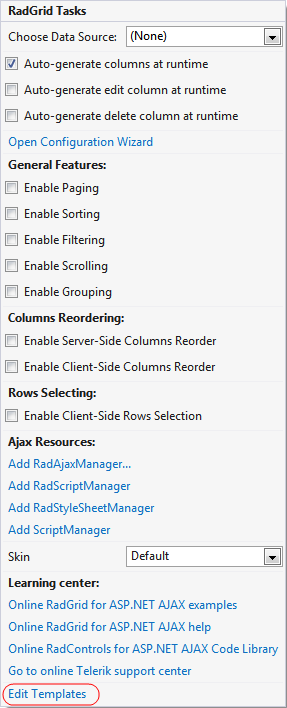 RadGrid Tasks
Choose Data Source: (None)
Auto-generate columns at runtime
Auto-generate edit column at runtime
Auto-generate delete column at runtime
Open Configuration Wizard
General Features:
Enable Paging
Enable Sorting
Enable Filtering
Enable Scrolling
Enable Grouping
Columns Reordering:
Enable Server-Side Columns Reorder
Enable Client-Side Columns Reorder
Rows Selecting:
Enable Client-Side Rows Selection
Ajax Resources:
Add RadAjaxManager...
Add RadScriptManager
Add RadStyleSheetManager
Add ScriptManager
Skin Default
Learning center:
Online RadGrid for ASP.NET AJAX examples
Online RadGrid for ASP.NET AJAX help
Online RadControls for ASP.NET AJAX Code Library
Go to online Telerik support center
Edit Templates